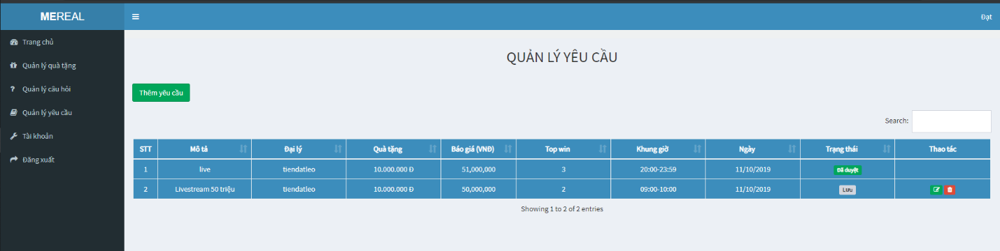 MEREAL
Đạt
Trang chủ
Quản lý quà tặng
Quản lý câu hỏi
Quản lý yêu cầu
Tài khoản
Đăng xuất
QUẢN LÝ YÊU CẦU
Thêm yêu cầu
Search:
STT Mô tả Đại lý Quà tặng Báo giá (VNĐ) Top win Khung giờ Ngày Trạng thái Thao tác
1 live tiendatleo 10.000.000 Đ 51,000,000 3 20:00-23:59 11/10/2019 Đã duyệt
2 Livestream 50 triệu tiendatleo 10.000.000 Đ 50,000,000 2 09:00-10:00 11/10/2019 Lưu
Showing 1 to 2 of 2 entries